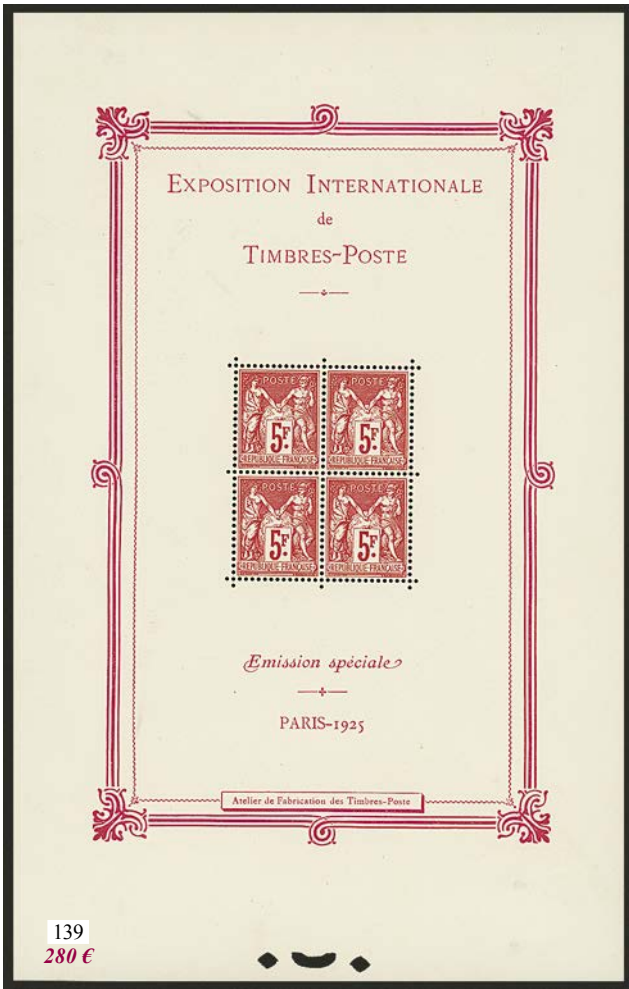 EXPOSITION INTERNATIONALE
de
TIMBRES-POSTE
POSTE POSTE
5F 5F
REPUBLIQUE FRANÇAISE REPUBLIQUE FRANÇAISE
POSTE POSTE
5F 5F
REPUBLIQUE FRANÇAISE REPUBLIQUE FRANÇAISE
Emission spéciale
PARIS-1925
Atelier de Fabrication des Timbres-Poste
139
280 €